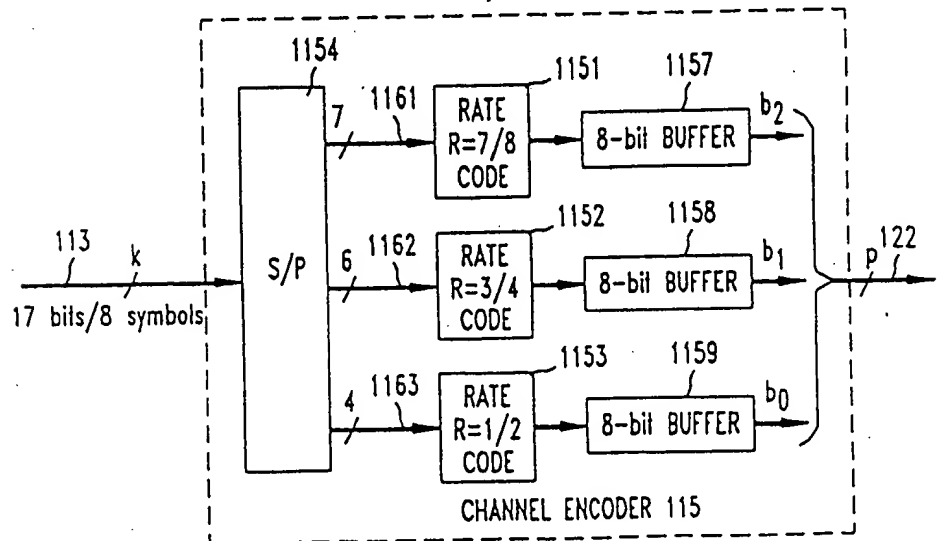 1154
7
1161
1151
RATE
R=7/8
CODE
1157
8-bit BUFFER
b2
113
k
17 bits/8 symbols
S/P
6
1162
1152
RATE
R=3/4
CODE
1158
8-bit BUFFER
b1
p
122
4
1163
1153
RATE
R=1/2
CODE
1159
8-bit BUFFER
b0
CHANNEL ENCODER 115